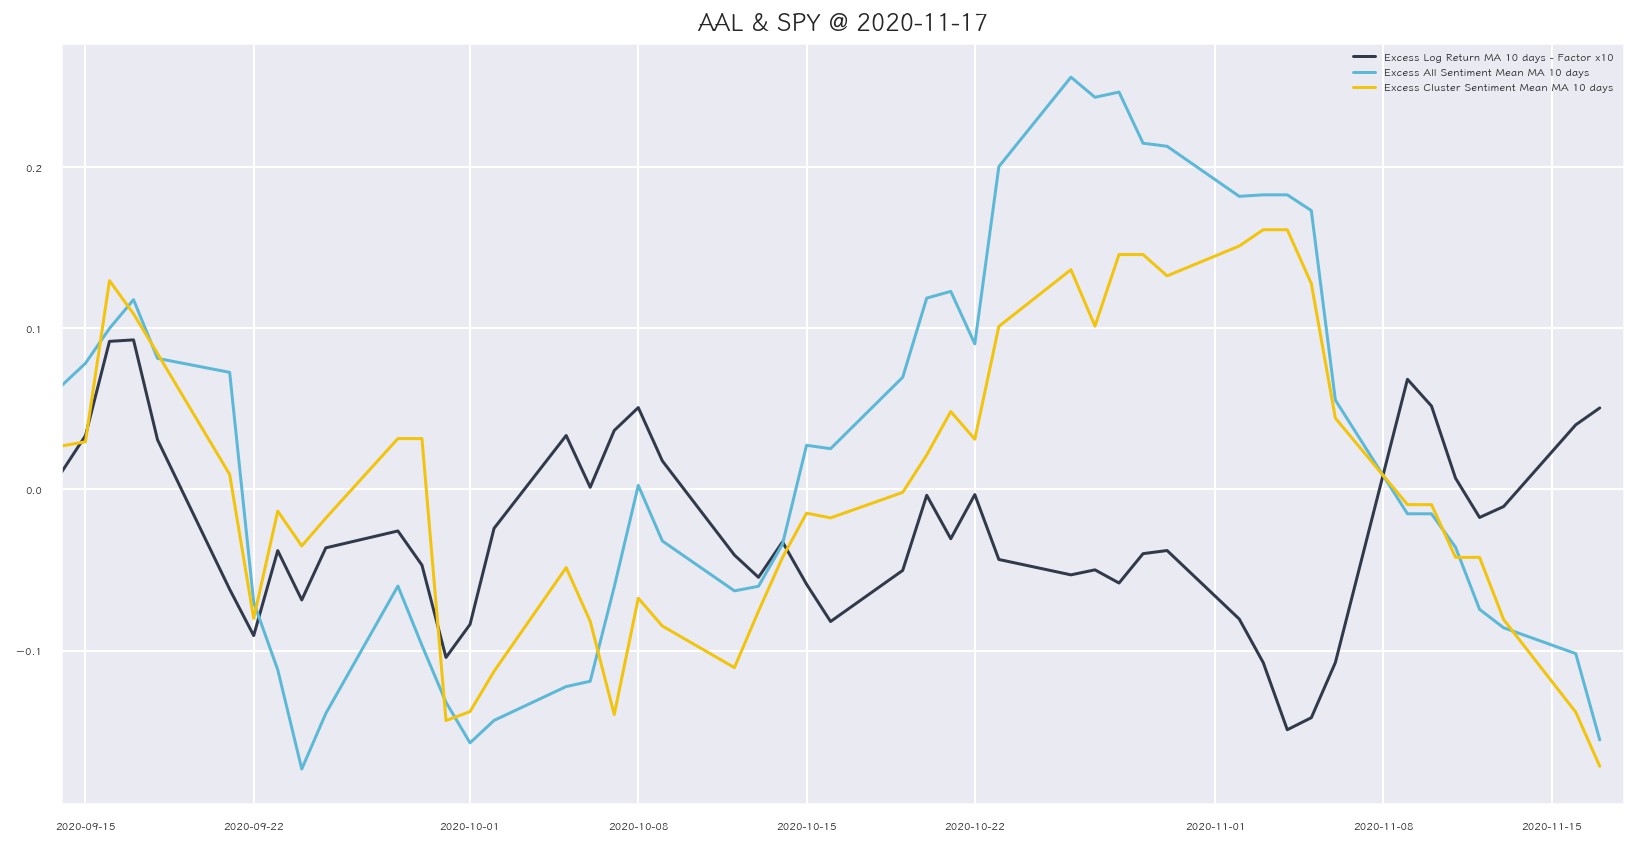 AAL & SPY @ 2020-11-17
Excess Log Return MA 10 days - Factor x10
Excess All Sentiment Mean MA 10 days
Excess Cluster Sentiment Mean MA 10 days
0.2
0.1
0.0
−0.1
2020-09-15 2020-09-22 2020-10-01 2020-10-08 2020-10-15 2020-10-22 2020-11-01 2020-11-08 2020-11-15